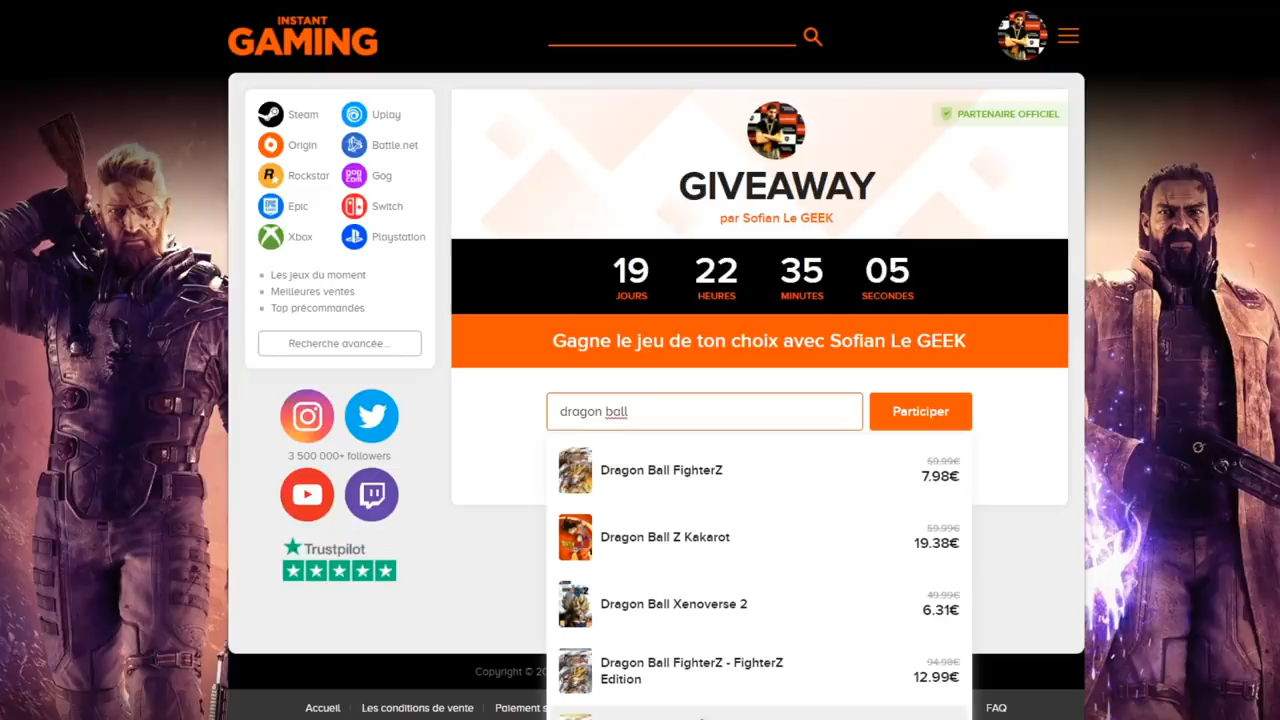 INSTANT
GAMING
Steam
Uplay
Origin
Battle.net
Rockstar
Gog
Epic
Switch
Xbox
Playstation
Les jeux du moment
Meilleures ventes
Top précommandes
Recherche avancée...
3 500 000+ followers
Trustpilot
PARTENAIRE OFFICIEL
GIVEAWAY
par Sofian Le GEEK
19 22 35 05
JOURS HEURES MINUTES SECONDES
Gagne le jeu de ton choix avec Sofian Le GEEK
dragon ball
Participer
Dragon Ball FighterZ
59.99€
7.98€
Dragon Ball Z Kakarot
59.99€
19.38€
Dragon Ball Xenoverse 2
49.99€
6.31€
Dragon Ball FighterZ - FighterZ
Edition
94.98€
12.99€
Copyright © 20
Accueil
Les conditions de vente
Paiement s
FAQ